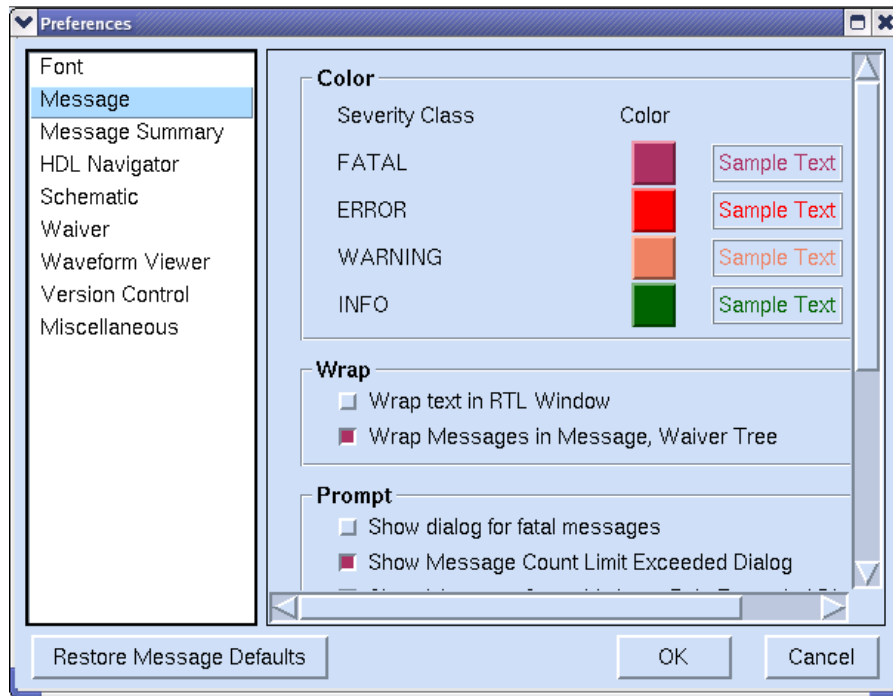 Preferences
Font
Message
Message Summary
HDL Navigator
Schematic
Waiver
Waveform Viewer
Version Control
Miscellaneous
Color
Severity Class Color
FATAL Sample Text
ERROR Sample Text
WARNING Sample Text
INFO Sample Text
Wrap
Wrap text in RTL Window
Wrap Messages in Message, Waiver Tree
Prompt
Show dialog for fatal messages
Show Message Count Limit Exceeded Dialog
Restore Message Defaults OK Cancel